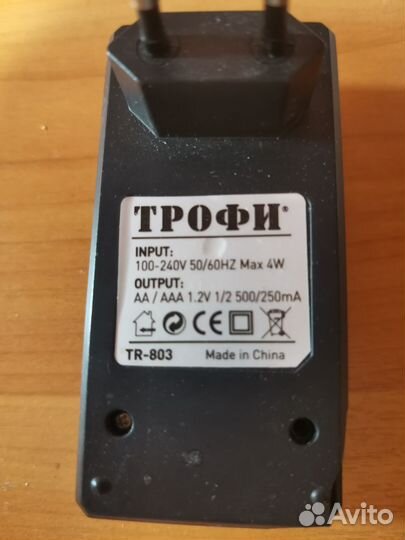 ТРОФИ®
INPUT:
100-240V 50/60HZ Max 4W
OUTPUT:
AA / AAA 1.2V 1/2 500/250mA
CE
TR-803 Made in China
Avito